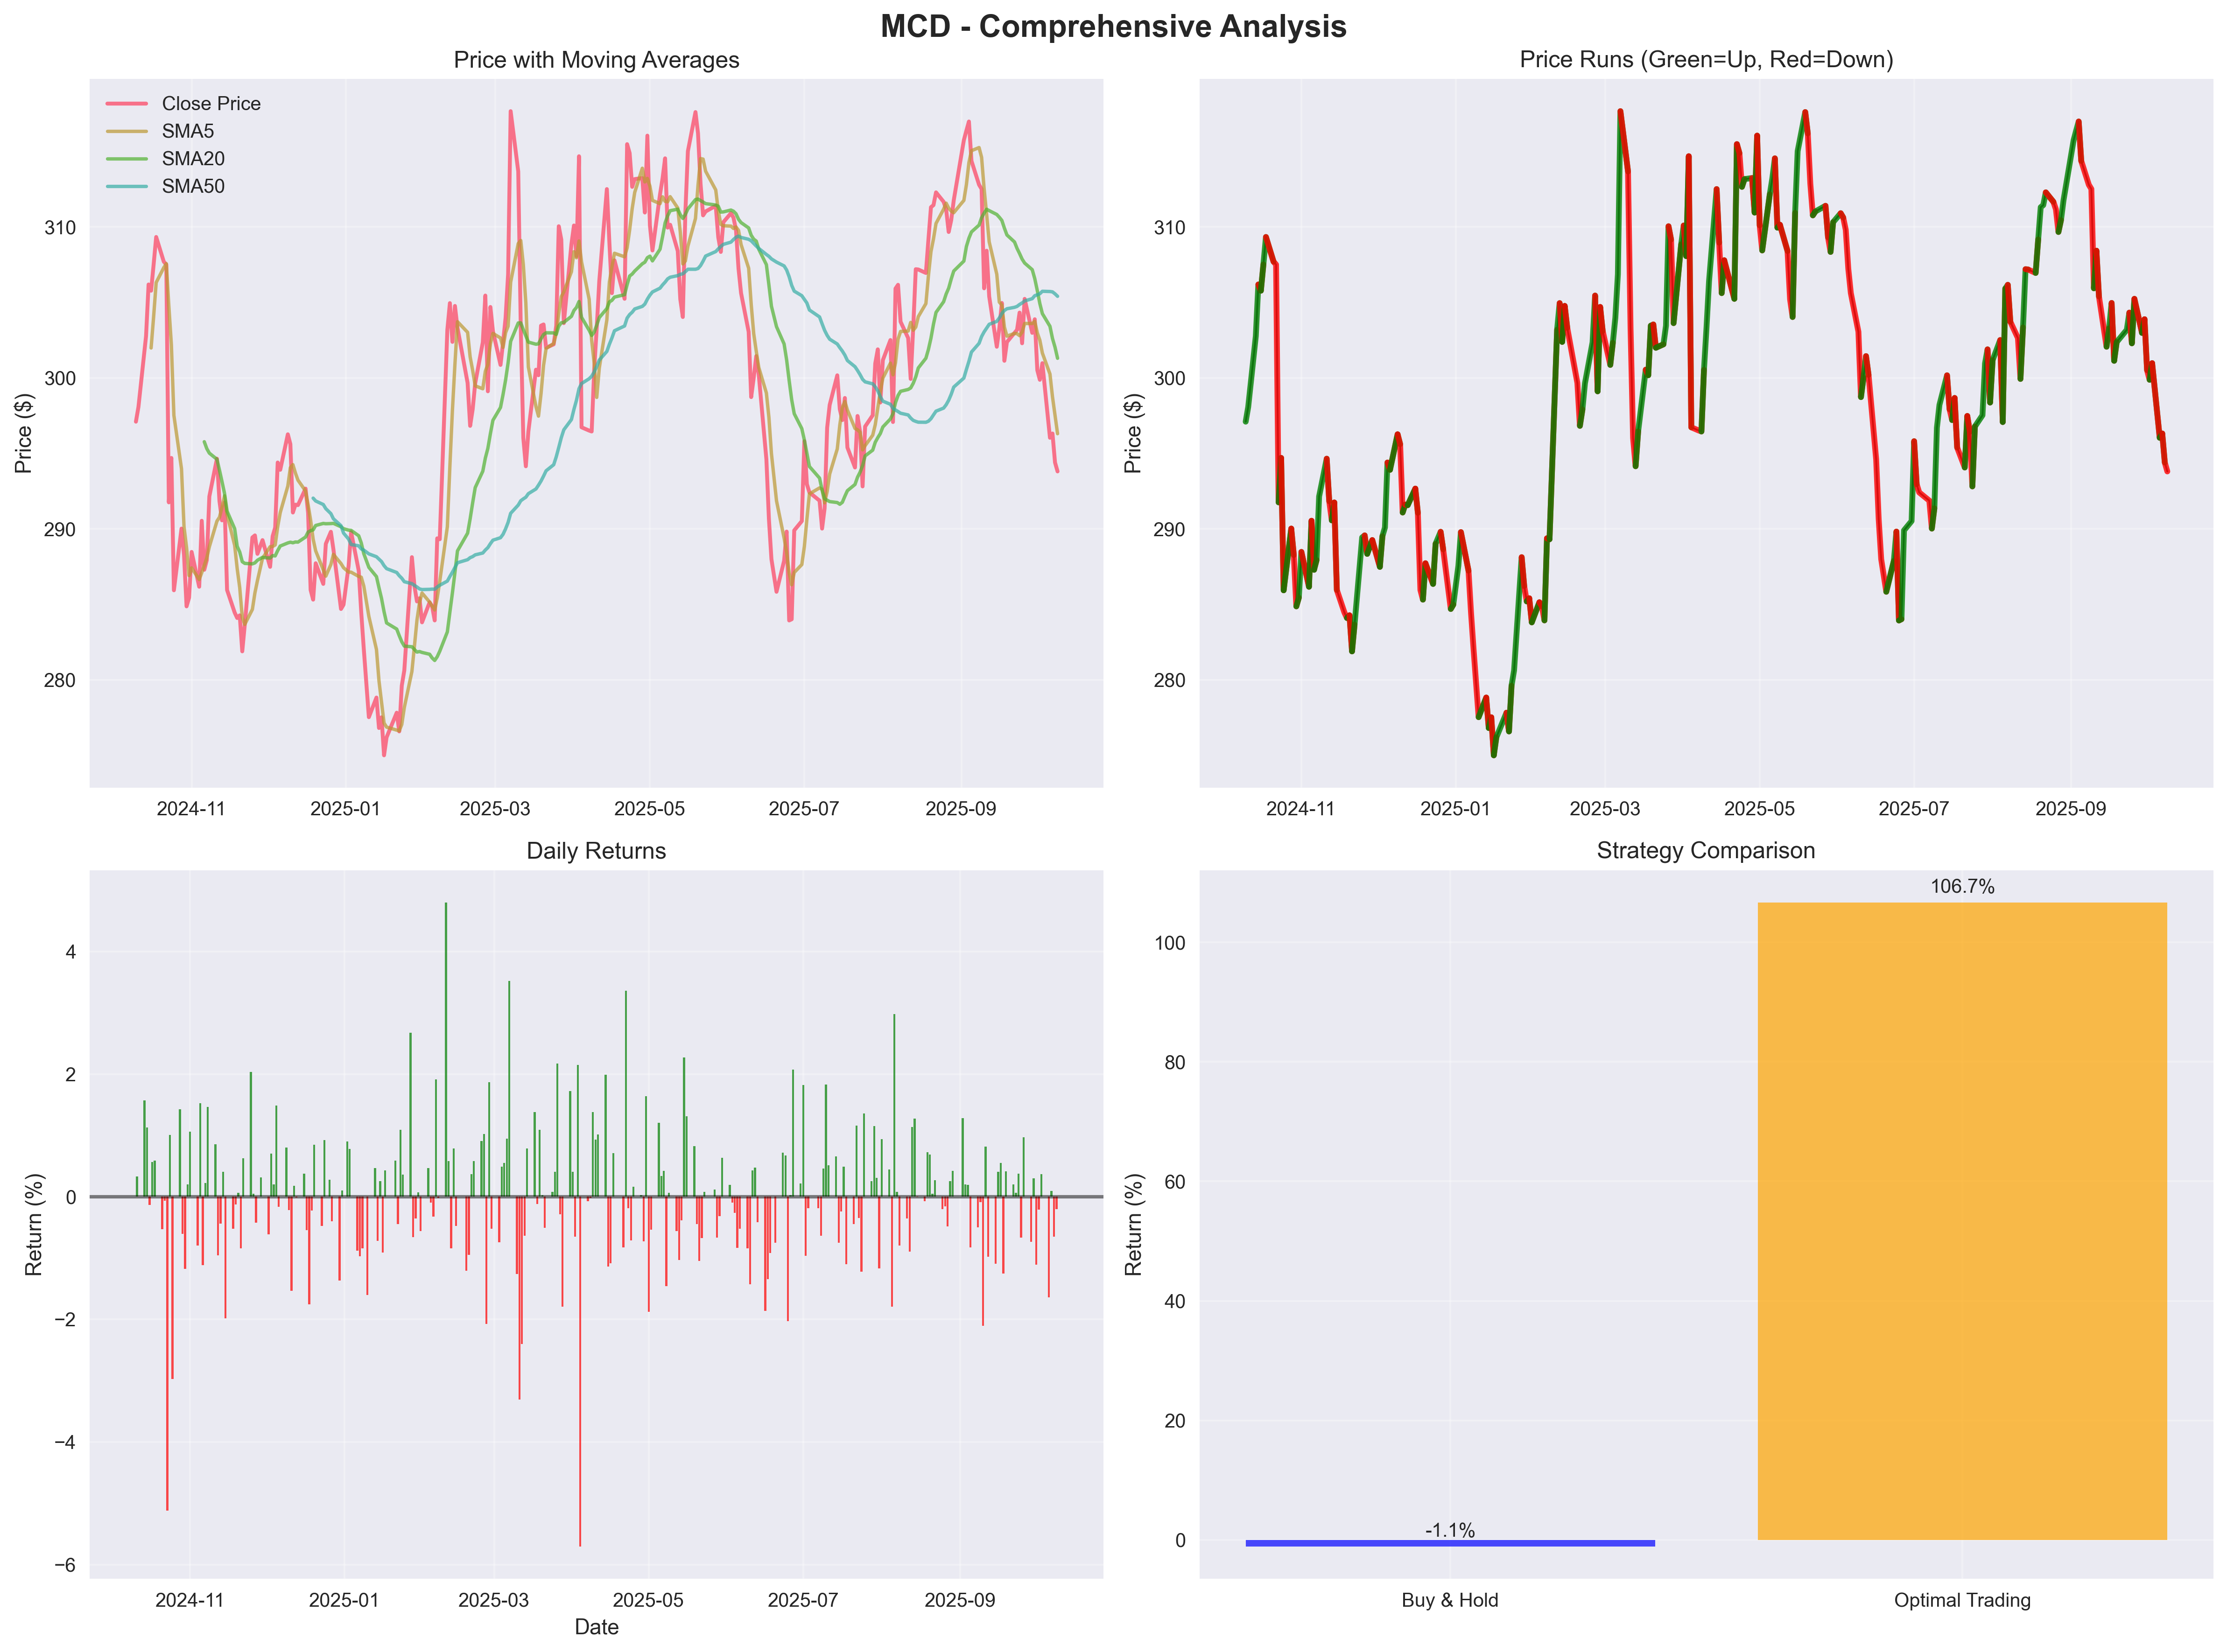 MCD - Comprehensive Analysis
Price with Moving Averages
Close Price
SMA5
SMA20
SMA50
Price ($)
310
300
290
280
2024-11 2025-01 2025-03 2025-05 2025-07 2025-09
Price Runs (Green=Up, Red=Down)
Price ($)
310
300
290
280
2024-11 2025-01 2025-03 2025-05 2025-07 2025-09
Daily Returns
Return (%)
4
2
0
−2
−4
−6
2024-11 2025-01 2025-03 2025-05 2025-07 2025-09
Date
Strategy Comparison
Return (%)
106.7%
100
80
60
40
20
0
-1.1%
Buy & Hold Optimal Trading